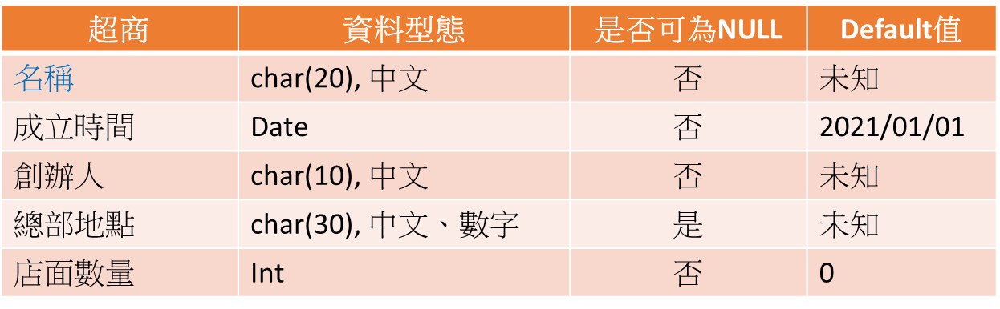 超商 資料型態 是否可為NULL Default值
名稱 char(20), 中文 否 未知
成立時間 Date 否 2021/01/01
創辦人 char(10), 中文 否 未知
總部地點 char(30), 中文、數字 是 未知
店面數量 Int 否 0